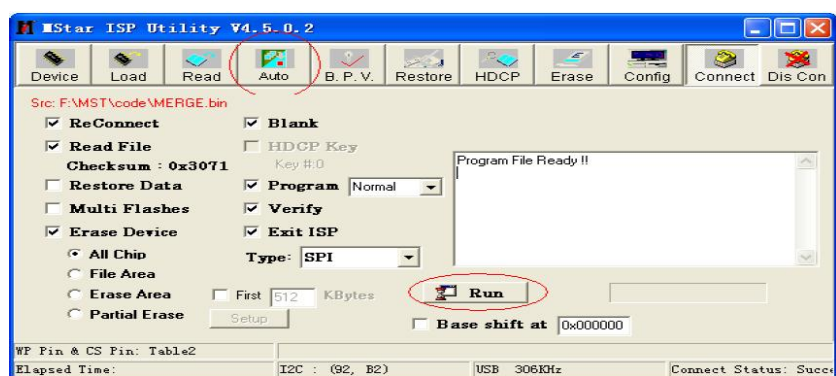 MStar ISP Utility V4.5.0.2
Device Load Read Auto B. P. V. Restore HDCP Erase Config Connect Dis Con
Src: F:\MST\code\MERGE.bin
ReConnect Blank
Read File HDCP Key
Checksum : 0x3071 Key #:0
Program File Ready !!
Restore Data Program Normal
Multi Flashes Verify
Erase Device Exit ISP
All Chip Type: SPI
File Area
Erase Area First 512 KBytes Run
Partial Erase Setup
Base shift at 0x000000
WP Pin & CS Pin: Table2
Elapsed Time: I2C : (92, B2) USB 306KHz Connect Status: Succe